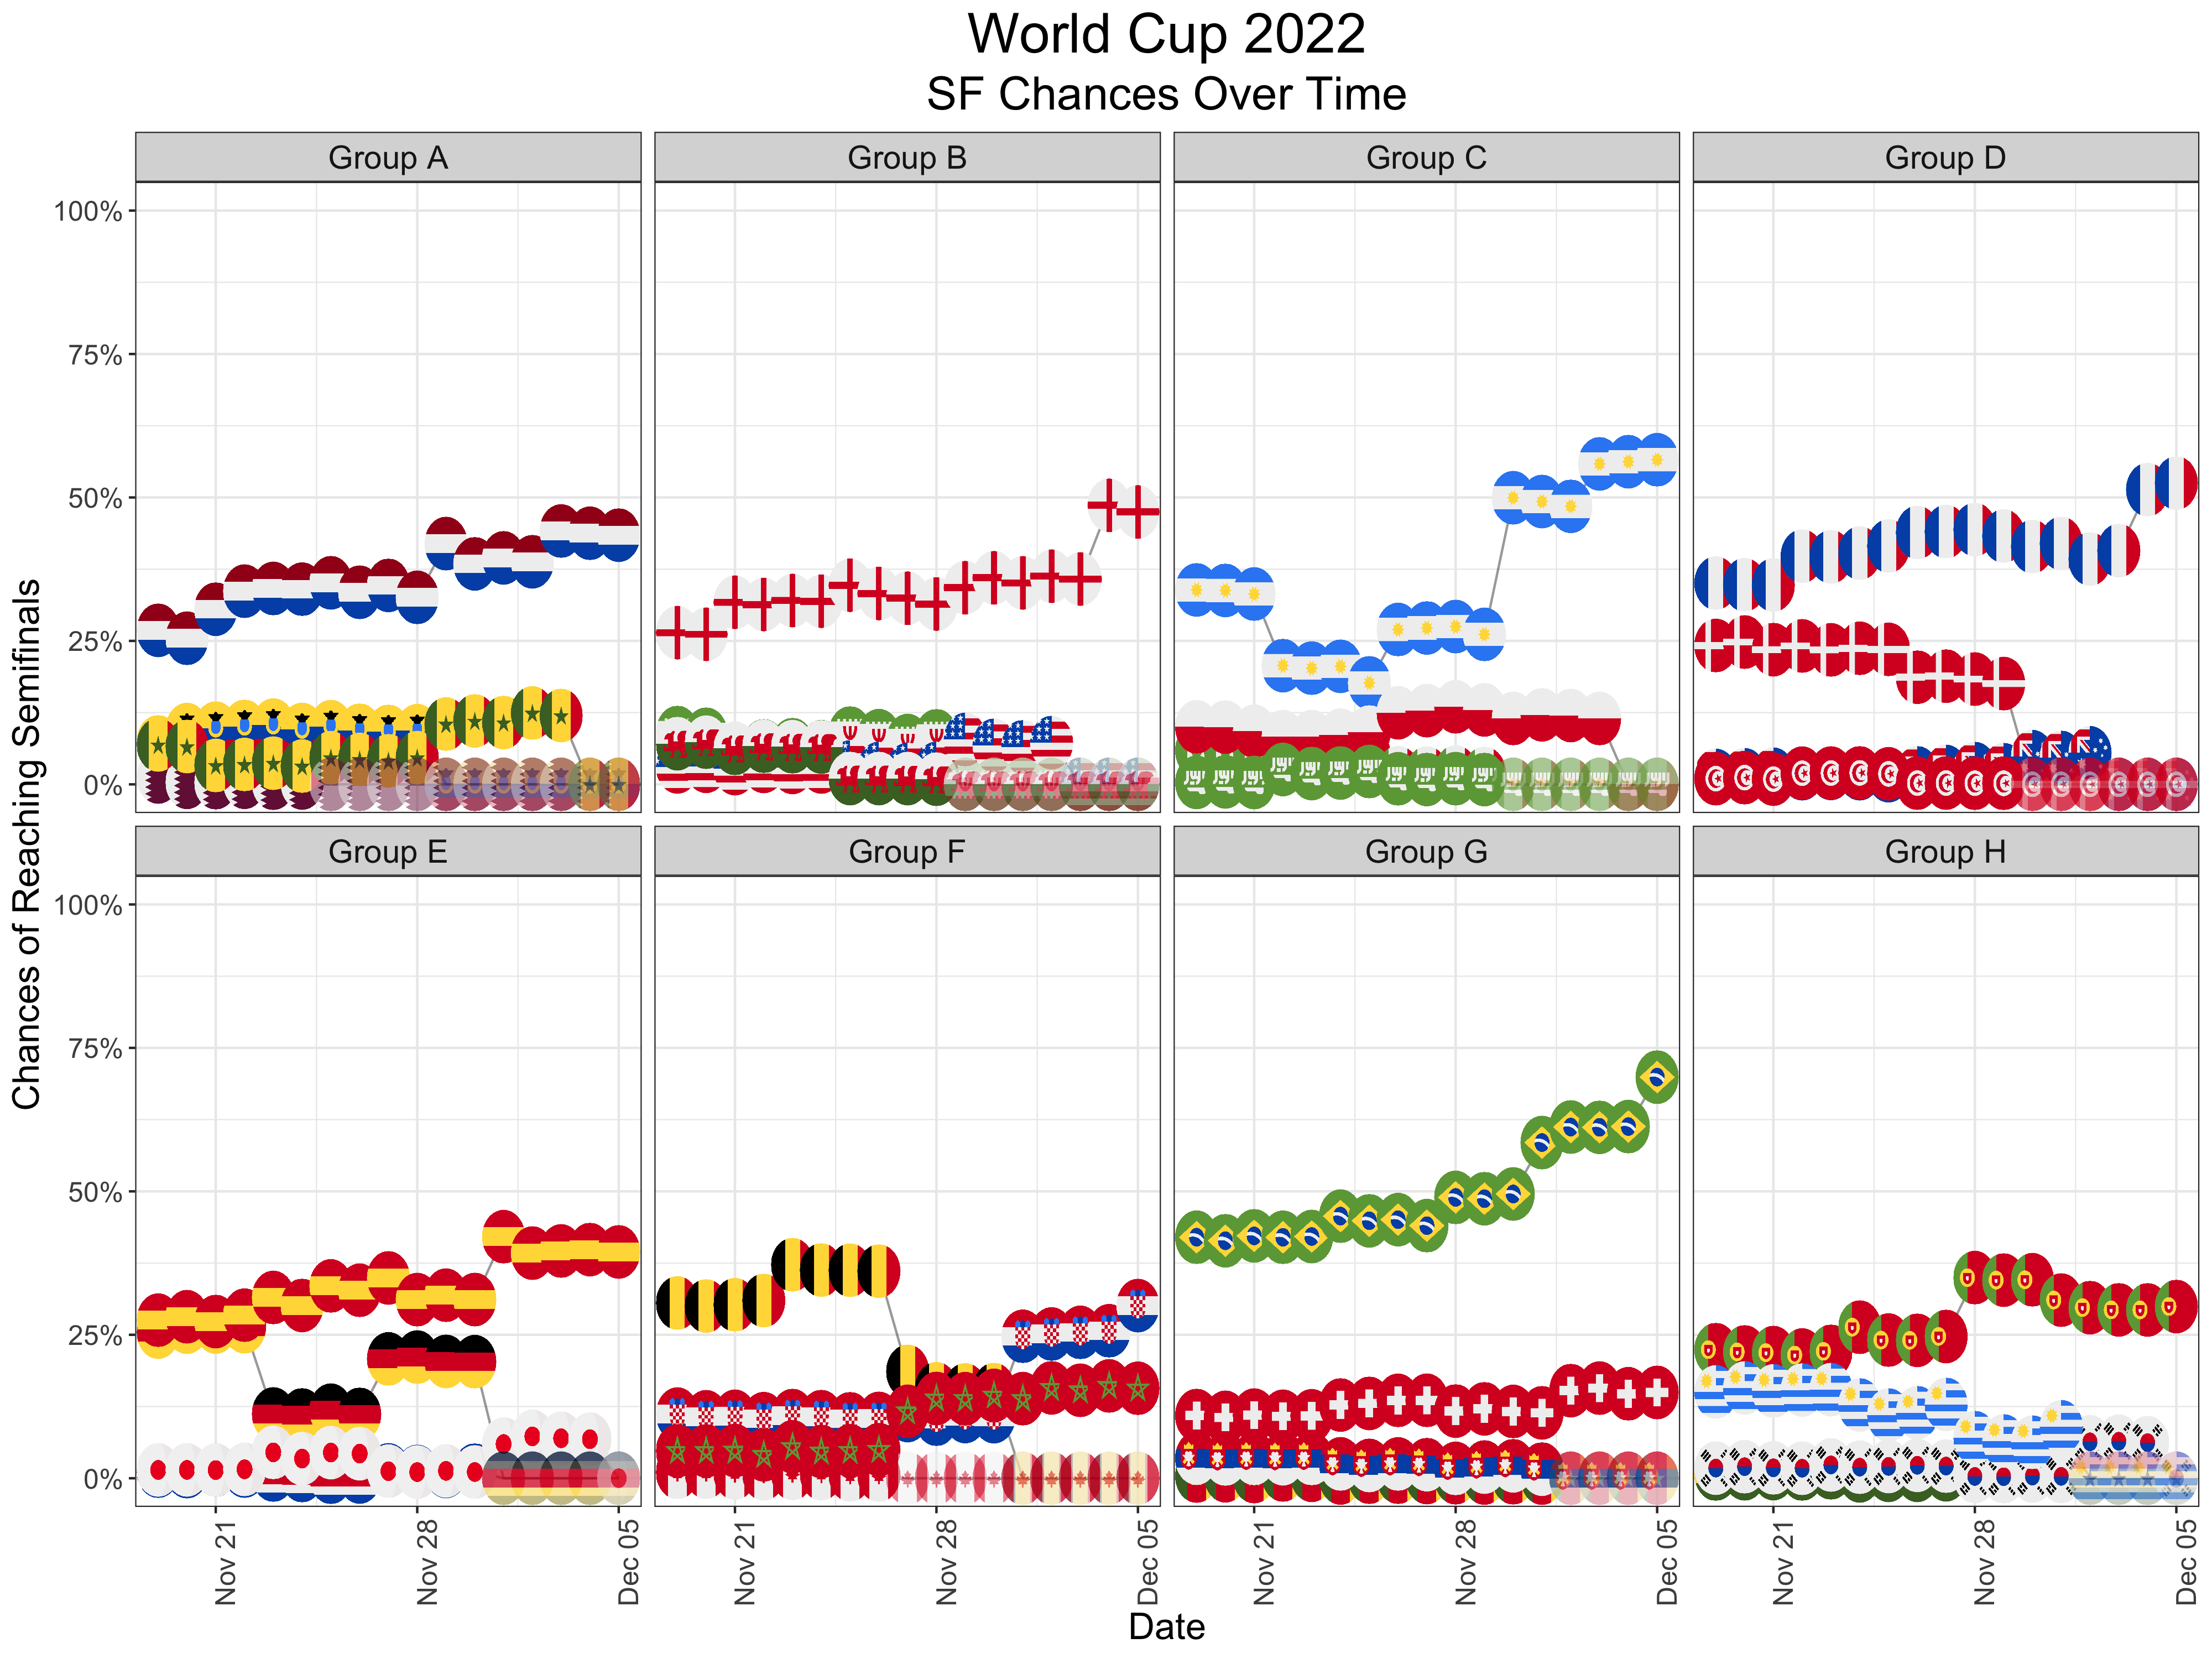 World Cup 2022
SF Chances Over Time
Group A
Group B
Group C
Group D
100%
75%
50%
25%
0%
Group E
Group F
Group G
Group H
100%
75%
50%
25%
0%
Chances of Reaching Semifinals
Nov 21
Nov 28
Dec 05
Nov 21
Nov 28
Dec 05
Nov 21
Nov 28
Dec 05
Nov 21
Nov 28
Dec 05
Date